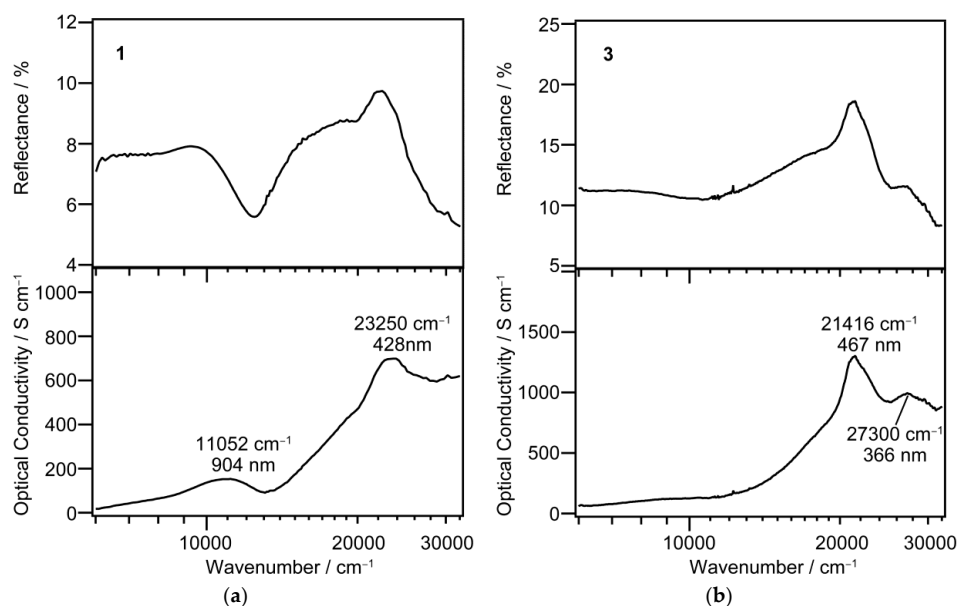 12
10
8
6
4
Reflectance / %
1
1000
800
600
400
200
0
Optical Conductivity / S cm⁻¹
23250 cm⁻¹
428nm
11052 cm⁻¹
904 nm
10000
20000
30000
Wavenumber / cm⁻¹
(a)
25
20
15
10
5
Reflectance / %
3
1500
1000
500
0
Optical Conductivity / S cm⁻¹
21416 cm⁻¹
467 nm
27300 cm⁻¹
366 nm
10000
20000
30000
Wavenumber / cm⁻¹
(b)